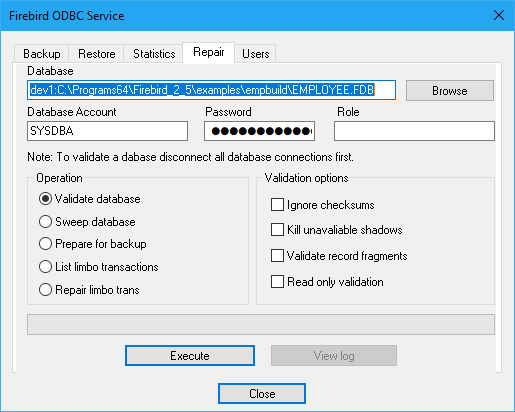 Firebird ODBC Service
Backup Restore Statistics Repair Users
Database
dev1:C:\Programs64\Firebird_2_5\examples\empbuild\EMPLOYEE.FDB Browse
Database Account Password Role
SYSDBA ●●●●●●●●●●●
Note: To validate a dabase disconnect all database connections first.
Operation Validation options
Validate database Ignore checksums
Sweep database Kill unavaliable shadows
Prepare for backup Validate record fragments
List limbo transactions Read only validation
Repair limbo trans
Execute View log
Close